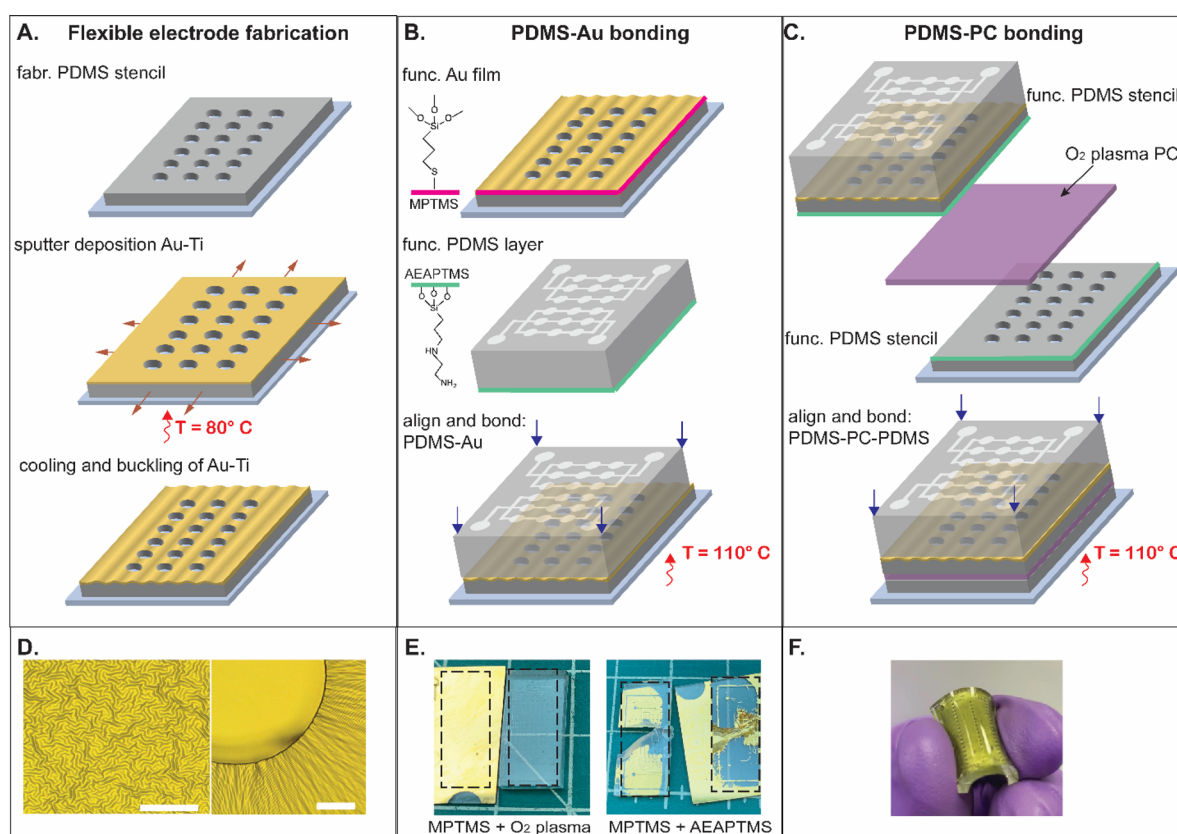 A. Flexible electrode fabrication
fabr. PDMS stencil
sputter deposition Au-Ti
T = 80° C
cooling and buckling of Au-Ti
B. PDMS-Au bonding
func. Au film
O
O
O
Si
S
MPTMS
func. PDMS layer
AEAPTMS
O
O
O
Si
HN
NH₂
align and bond:
PDMS-Au
T = 110° C
C. PDMS-PC bonding
func. PDMS stencil
O₂ plasma PC
func. PDMS stencil
align and bond:
PDMS-PC-PDMS
T = 110° C
D.
E.
MPTMS + O₂ plasma
MPTMS + AEAPTMS
F.